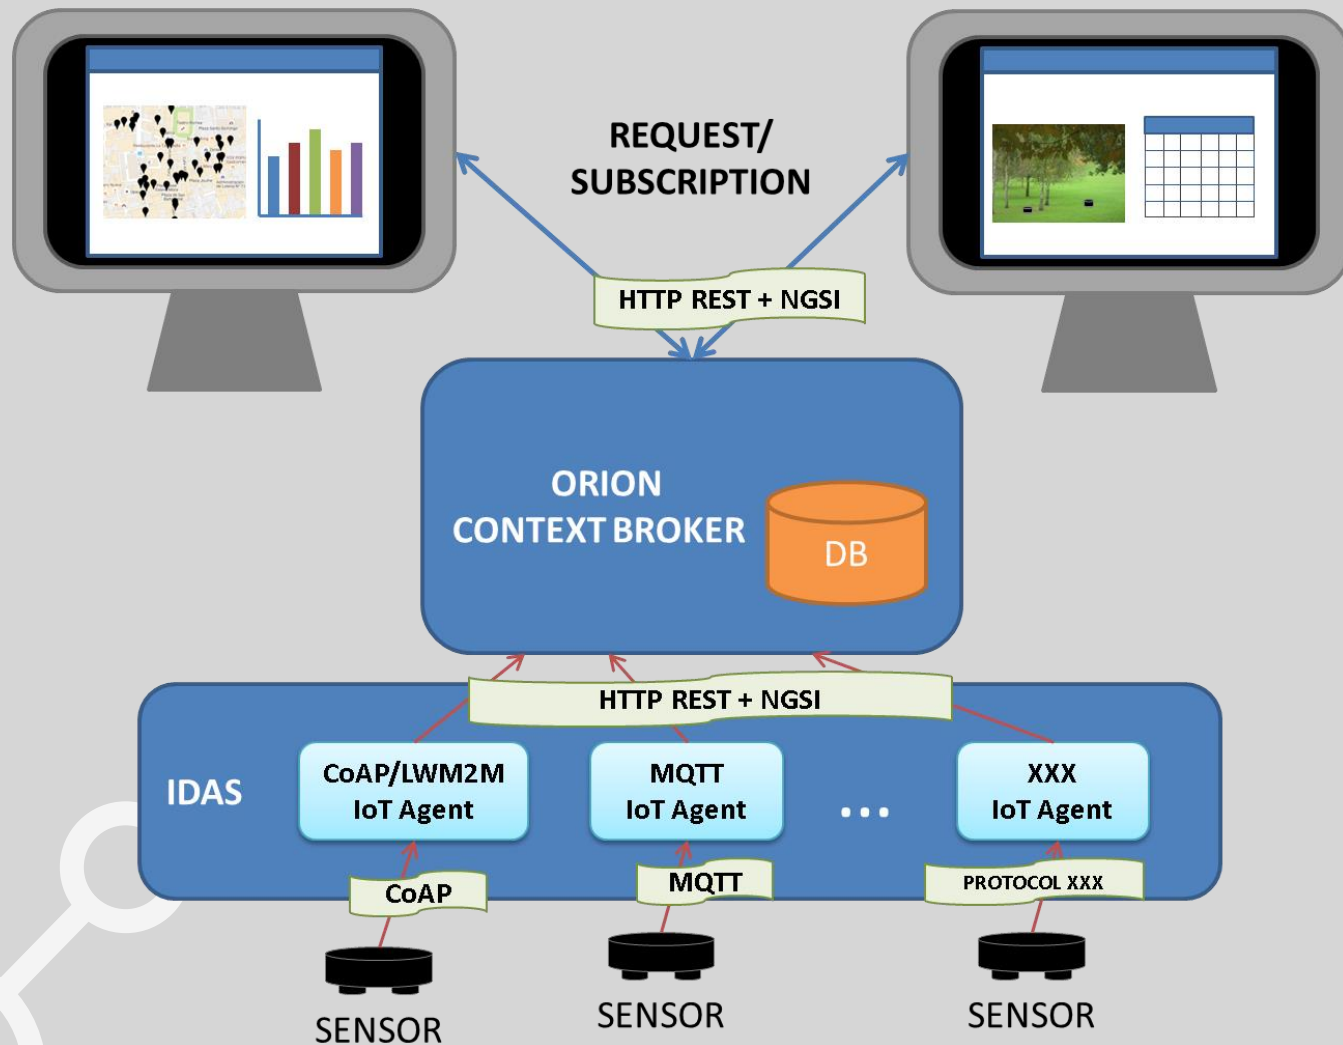 REQUEST/
SUBSCRIPTION
HTTP REST + NGSI
ORION
CONTEXT BROKER
DB
HTTP REST + NGSI
IDAS
CoAP/LWM2M
IoT Agent
MQTT
IoT Agent
...
XXX
IoT Agent
CoAP
MQTT
PROTOCOL XXX
SENSOR
SENSOR
SENSOR